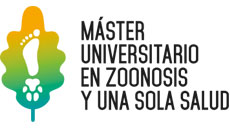 MÁSTER
UNIVERSITARIO
EN ZOONOSIS
Y UNA SOLA SALUD